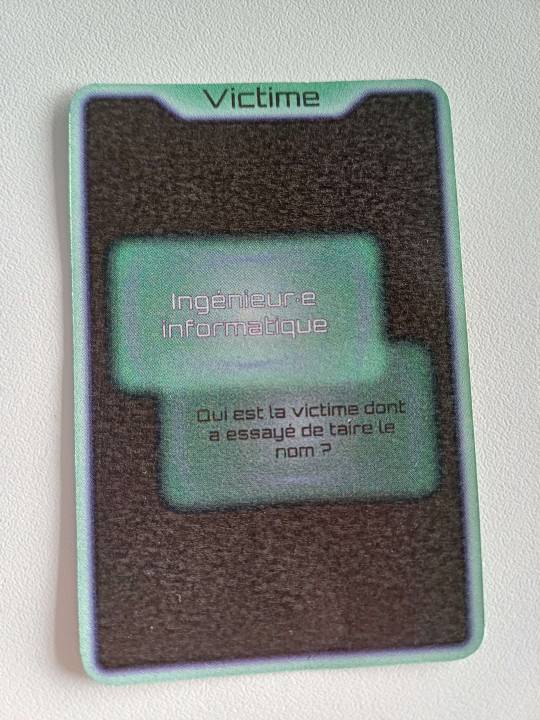 Victime
Ingénieur·e
informatique
Qui est la victime dont
a essayé de taire le
nom ?